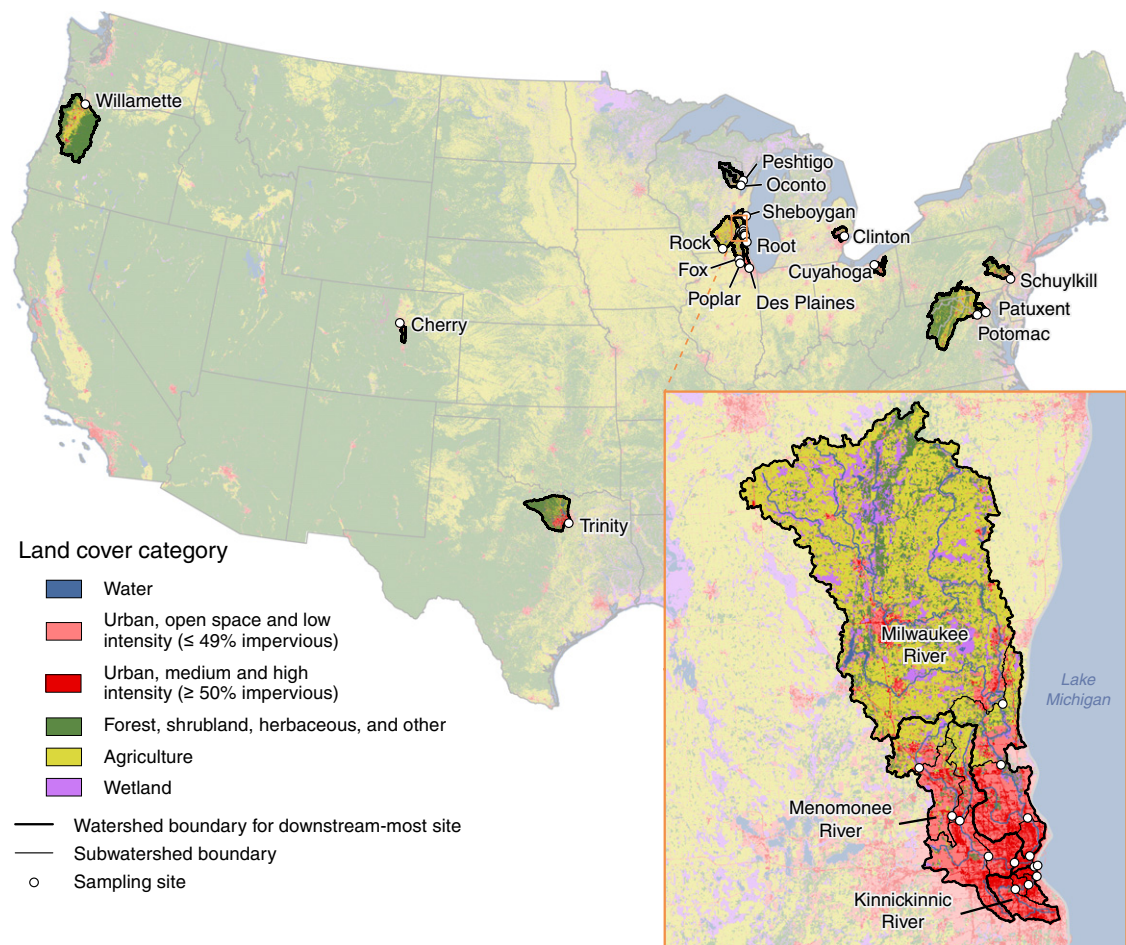 Willamette
Peshtigo
Oconto
Sheboygan
Rock
Root
Clinton
Fox
Cuyahoga
Poplar
Des Plaines
Schuylkill
Patuxent
Potomac
Cherry
Trinity
Land cover category
Water
Urban, open space and low
intensity (≤ 49% impervious)
Urban, medium and high
intensity (≥ 50% impervious)
Forest, shrubland, herbaceous, and other
Agriculture
Wetland
Watershed boundary for downstream-most site
Subwatershed boundary
Sampling site
Milwaukee
River
Lake
Michigan
Menomonee
River
Kinnickinnic
River